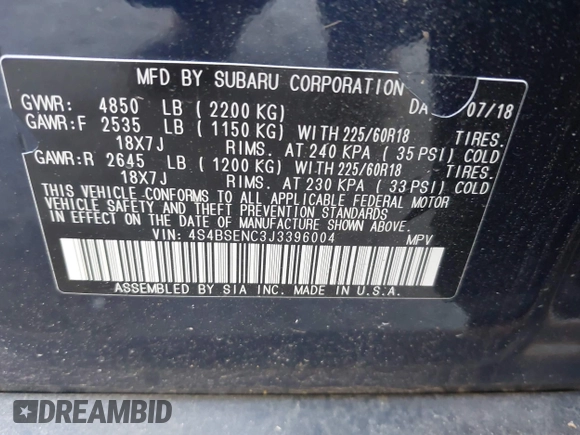 MFD BY SUBARU CORPORATION DA 07/18
GVWR: 4850 LB (2200 KG)
GAWR:F 2535 LB (1150 KG) WITH 225/60R18 TIRES.
18X7J RIMS. AT 240 KPA (35 PSI) COLD
GAWR:R 2645 LB (1200 KG) WITH 225/60R18 TIRES.
18X7J RIMS. AT 230 KPA (33 PSI) COLD
THIS VEHICLE CONFORMS TO ALL APPLICABLE FEDERAL MOTOR
VEHICLE SAFETY AND THEFT PREVENTION STANDARDS
IN EFFECT ON THE DATE OF MANUFACTURE SHOWN ABOVE.
VIN: 4S4BSENC3J3396004 MPV
ASSEMBLED BY SIA INC. MADE IN U.S.A.
DREAMBID